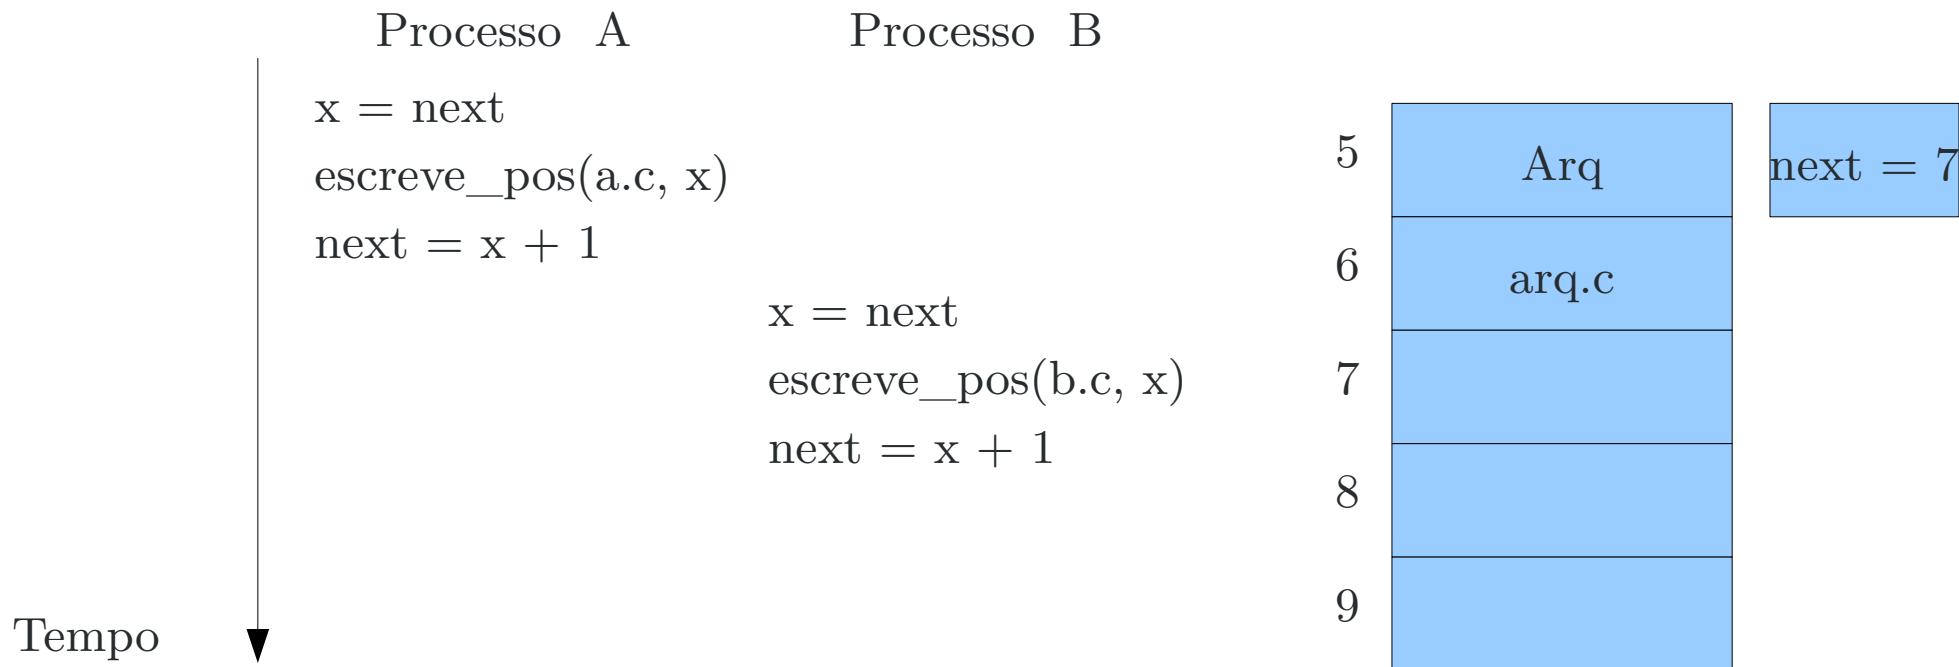 Processo A
Processo B
x = next
escreve_pos(a.c, x)
next = x + 1
x = next
escreve_pos(b.c, x)
next = x + 1
Tempo
5
Arq
next = 7
6
arq.c
7
8
9